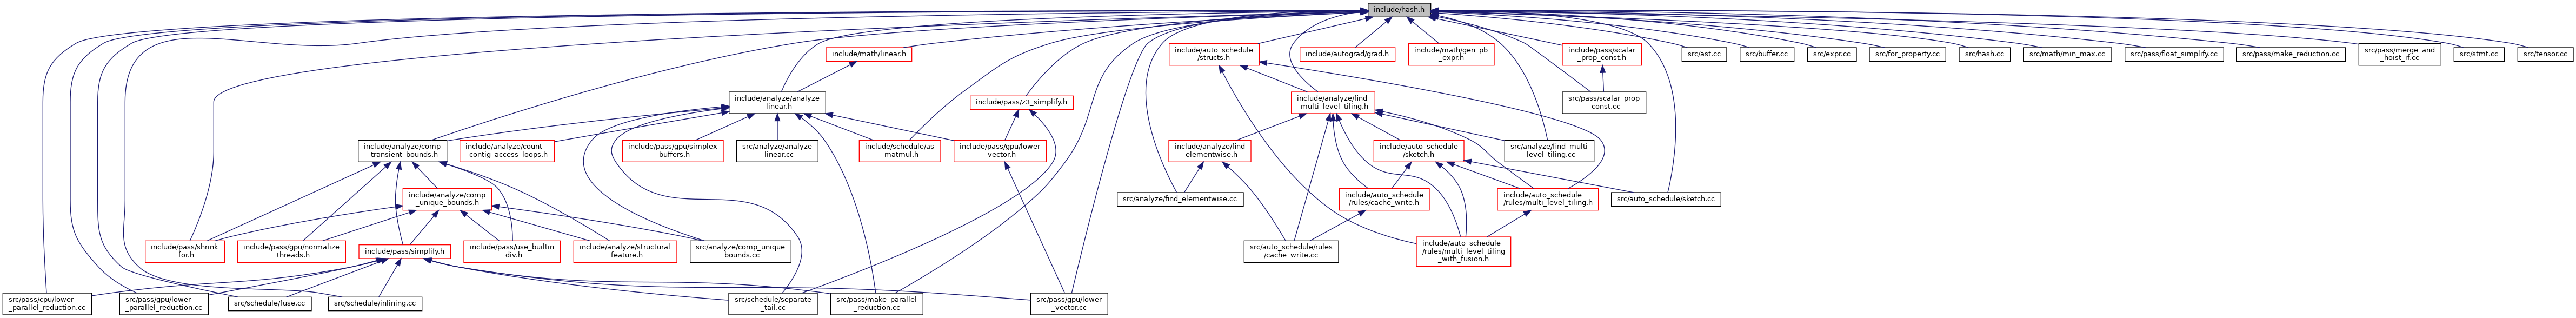 include/hash.h
include/math/linear.h
include/auto_schedule
/structs.h
include/autograd/grad.h
include/math/gen_pb
_expr.h
include/pass/scalar
_prop_const.h
src/ast.cc
src/buffer.cc
src/expr.cc
src/for_property.cc
src/hash.cc
src/math/min_max.cc
src/pass/float_simplify.cc
src/pass/make_reduction.cc
src/pass/merge_and
_hoist_if.cc
src/stmt.cc
src/tensor.cc
include/analyze/analyze
_linear.h
include/pass/z3_simplify.h
include/analyze/find
_multi_level_tiling.h
src/pass/scalar_prop
_const.cc
include/analyze/comp
_transient_bounds.h
include/analyze/count
_contig_access_loops.h
include/pass/gpu/simplex
_buffers.h
src/analyze/analyze
_linear.cc
include/schedule/as
_matmul.h
include/pass/gpu/lower
_vector.h
include/analyze/find
_elementwise.h
include/auto_schedule
/sketch.h
src/analyze/find_multi
_level_tiling.cc
include/analyze/comp
_unique_bounds.h
src/analyze/find_elementwise.cc
include/auto_schedule
/rules/cache_write.h
include/auto_schedule
/rules/multi_level_tiling.h
src/auto_schedule/sketch.cc
include/pass/shrink
_for.h
include/pass/gpu/normalize
_threads.h
include/pass/simplify.h
include/pass/use_builtin
_div.h
include/analyze/structural
_feature.h
src/analyze/comp_unique
_bounds.cc
src/auto_schedule/rules
/cache_write.cc
include/auto_schedule
/rules/multi_level_tiling
_with_fusion.h
src/pass/cpu/lower
_parallel_reduction.cc
src/pass/gpu/lower
_parallel_reduction.cc
src/schedule/fuse.cc
src/schedule/inlining.cc
src/schedule/separate
_tail.cc
src/pass/make_parallel
_reduction.cc
src/pass/gpu/lower
_vector.cc